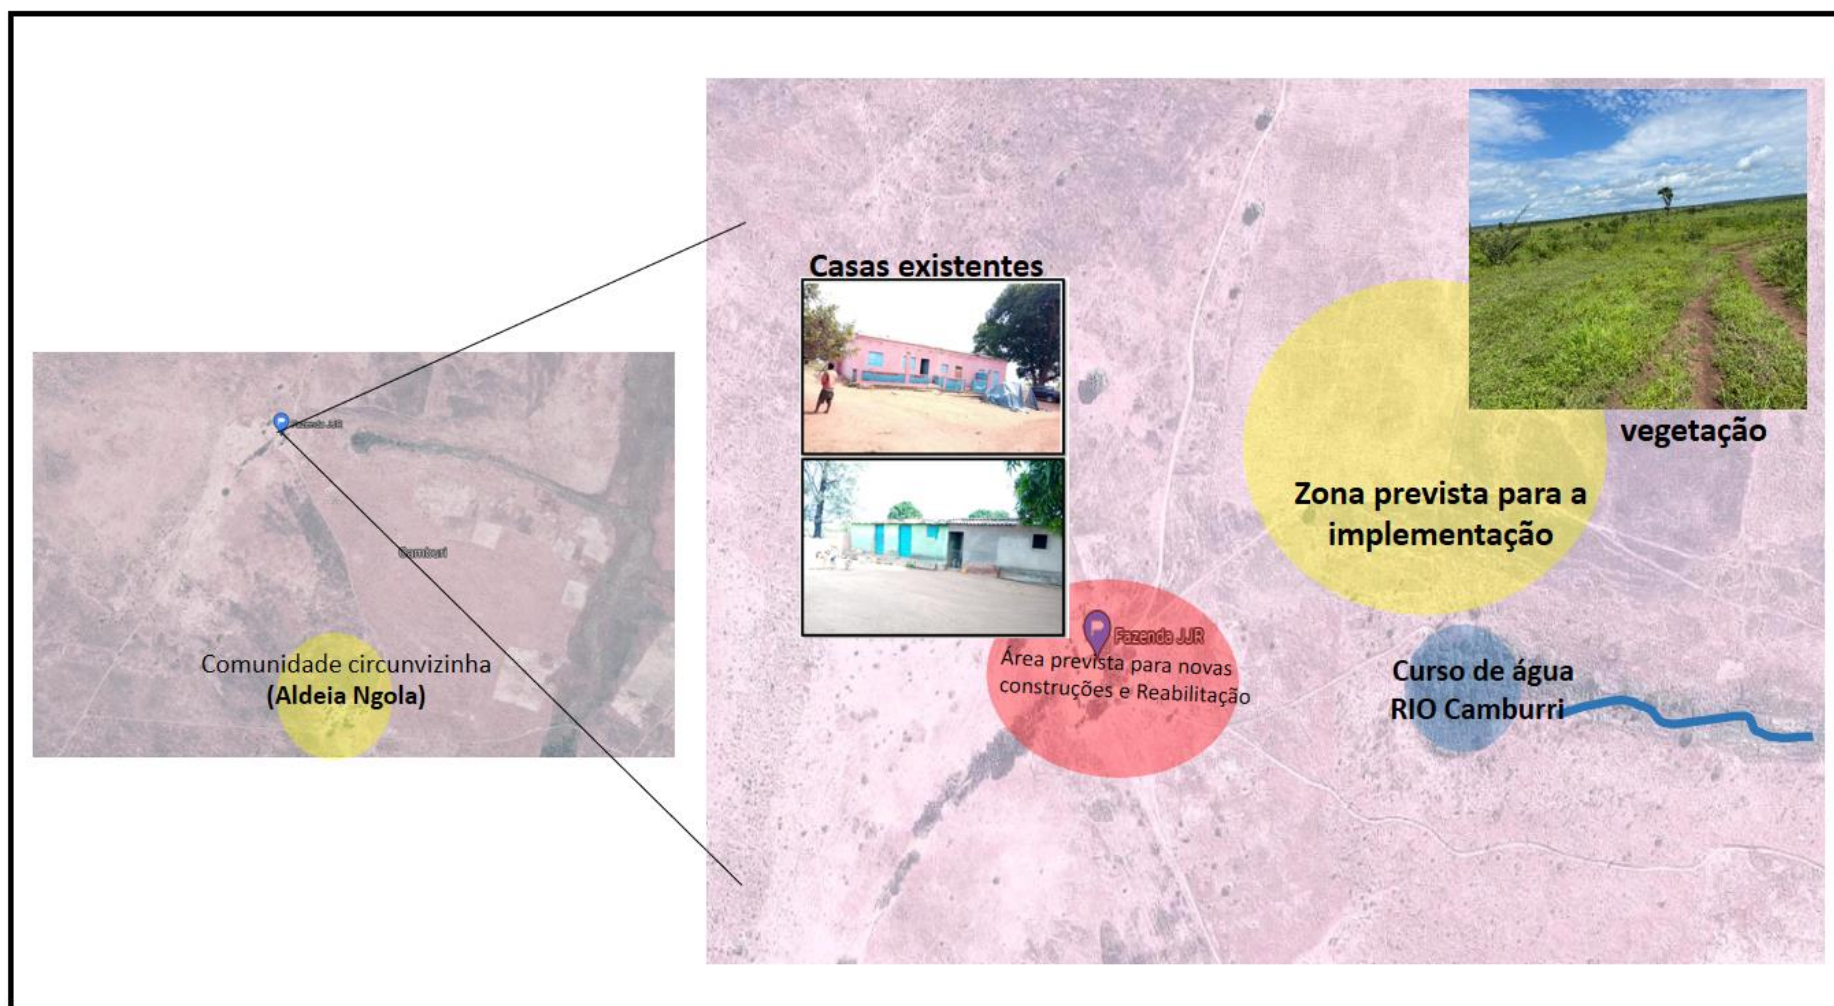 Casas existentes
vegetação
Zona prevista para a
implementação
Fazenda JJR
Camburi
Fazenda JJR
Área prevista para novas
construções e Reabilitação
Comunidade circunvizinha
(Aldeia Ngola)
Curso de água
RIO Camburri